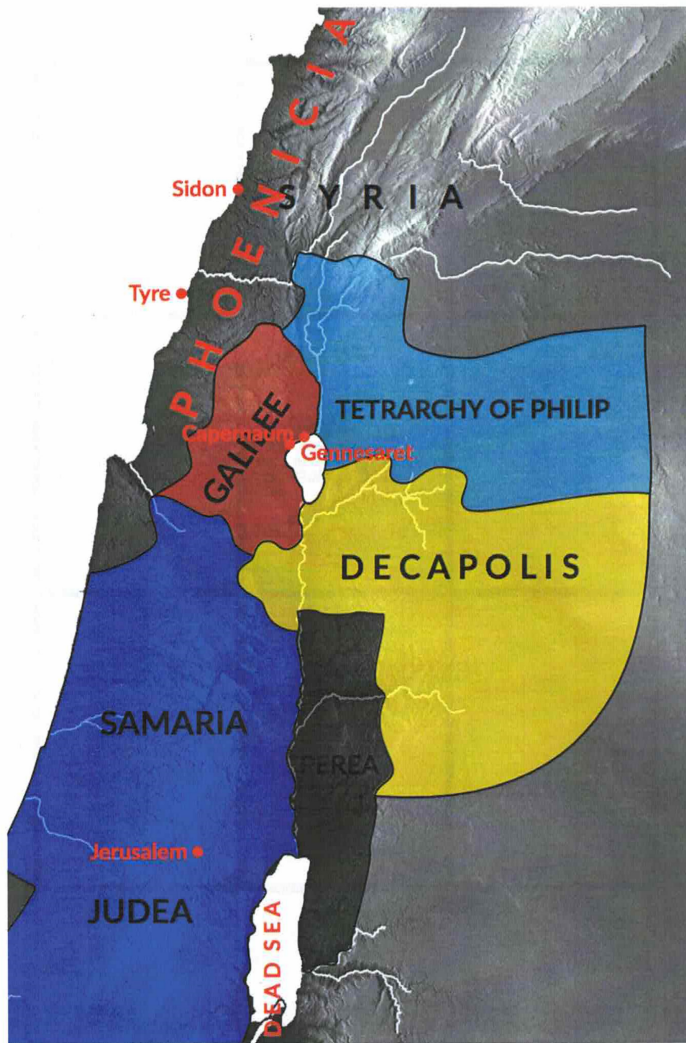 PHOENICIA
SYRIA
Sidon
Tyre
TETRARCHY OF PHILIP
GALILEE
Capernaum
Gennesaret
DECAPOLIS
SAMARIA
PEREA
Jerusalem
JUDEA
DEAD SEA